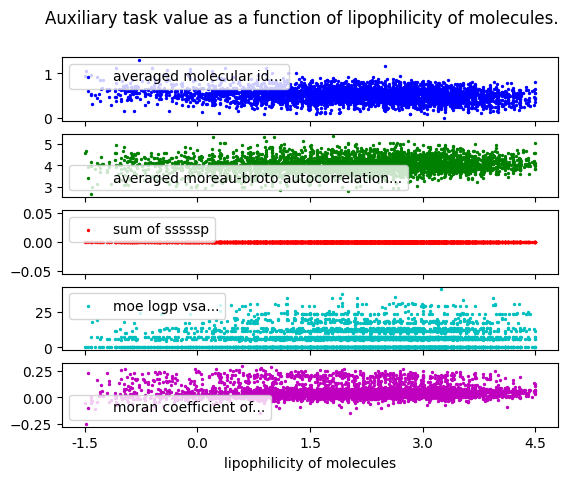 Auxiliary task value as a function of lipophilicity of molecules.
1
0
averaged molecular id...
5
4
3
averaged moreau-broto autocorrelation...
0.05
0.00
−0.05
sum of sssssp
25
0
moe logp vsa...
0.25
0.00
−0.25
moran coefficient of...
-1.5 0.0 1.5 3.0 4.5
lipophilicity of molecules